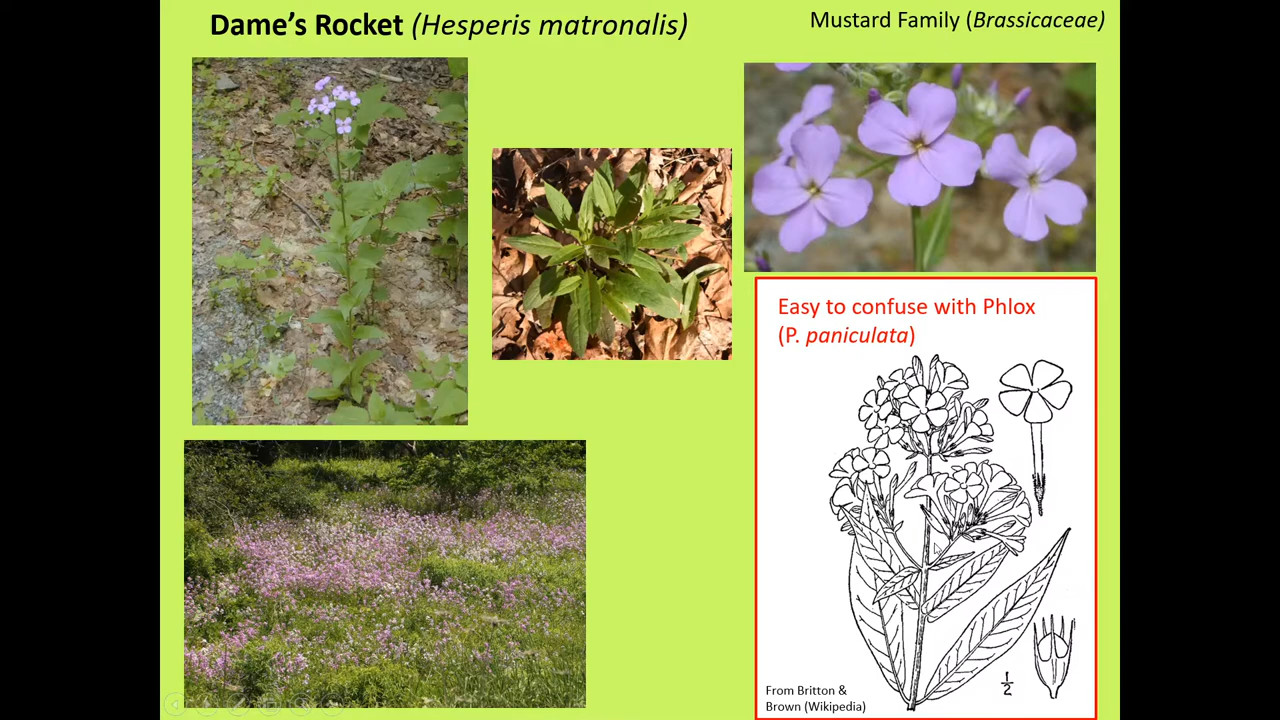 Dame’s Rocket (Hesperis matronalis)
Mustard Family (Brassicaceae)
Easy to confuse with Phlox
(P. paniculata)
1/2
From Britton &
Brown (Wikipedia)